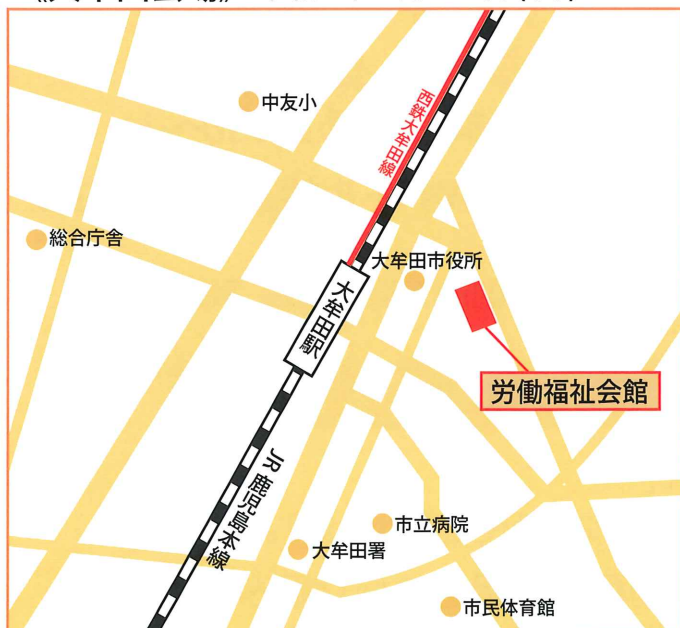 中友小
西鉄大牟田線
総合庁舎
大牟田市役所
大牟田駅
労働福祉会館
JR鹿児島本線
市立病院
大牟田署
市民体育館